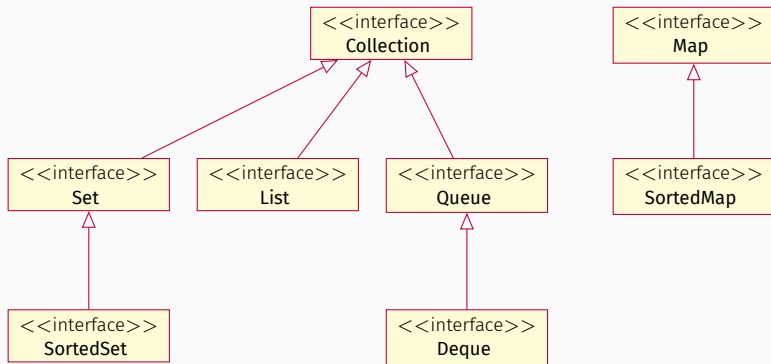 <<interface>>
Collection
<<interface>>
Map
<<interface>>
Set
<<interface>>
List
<<interface>>
Queue
<<interface>>
SortedMap
<<interface>>
SortedSet
<<interface>>
Deque